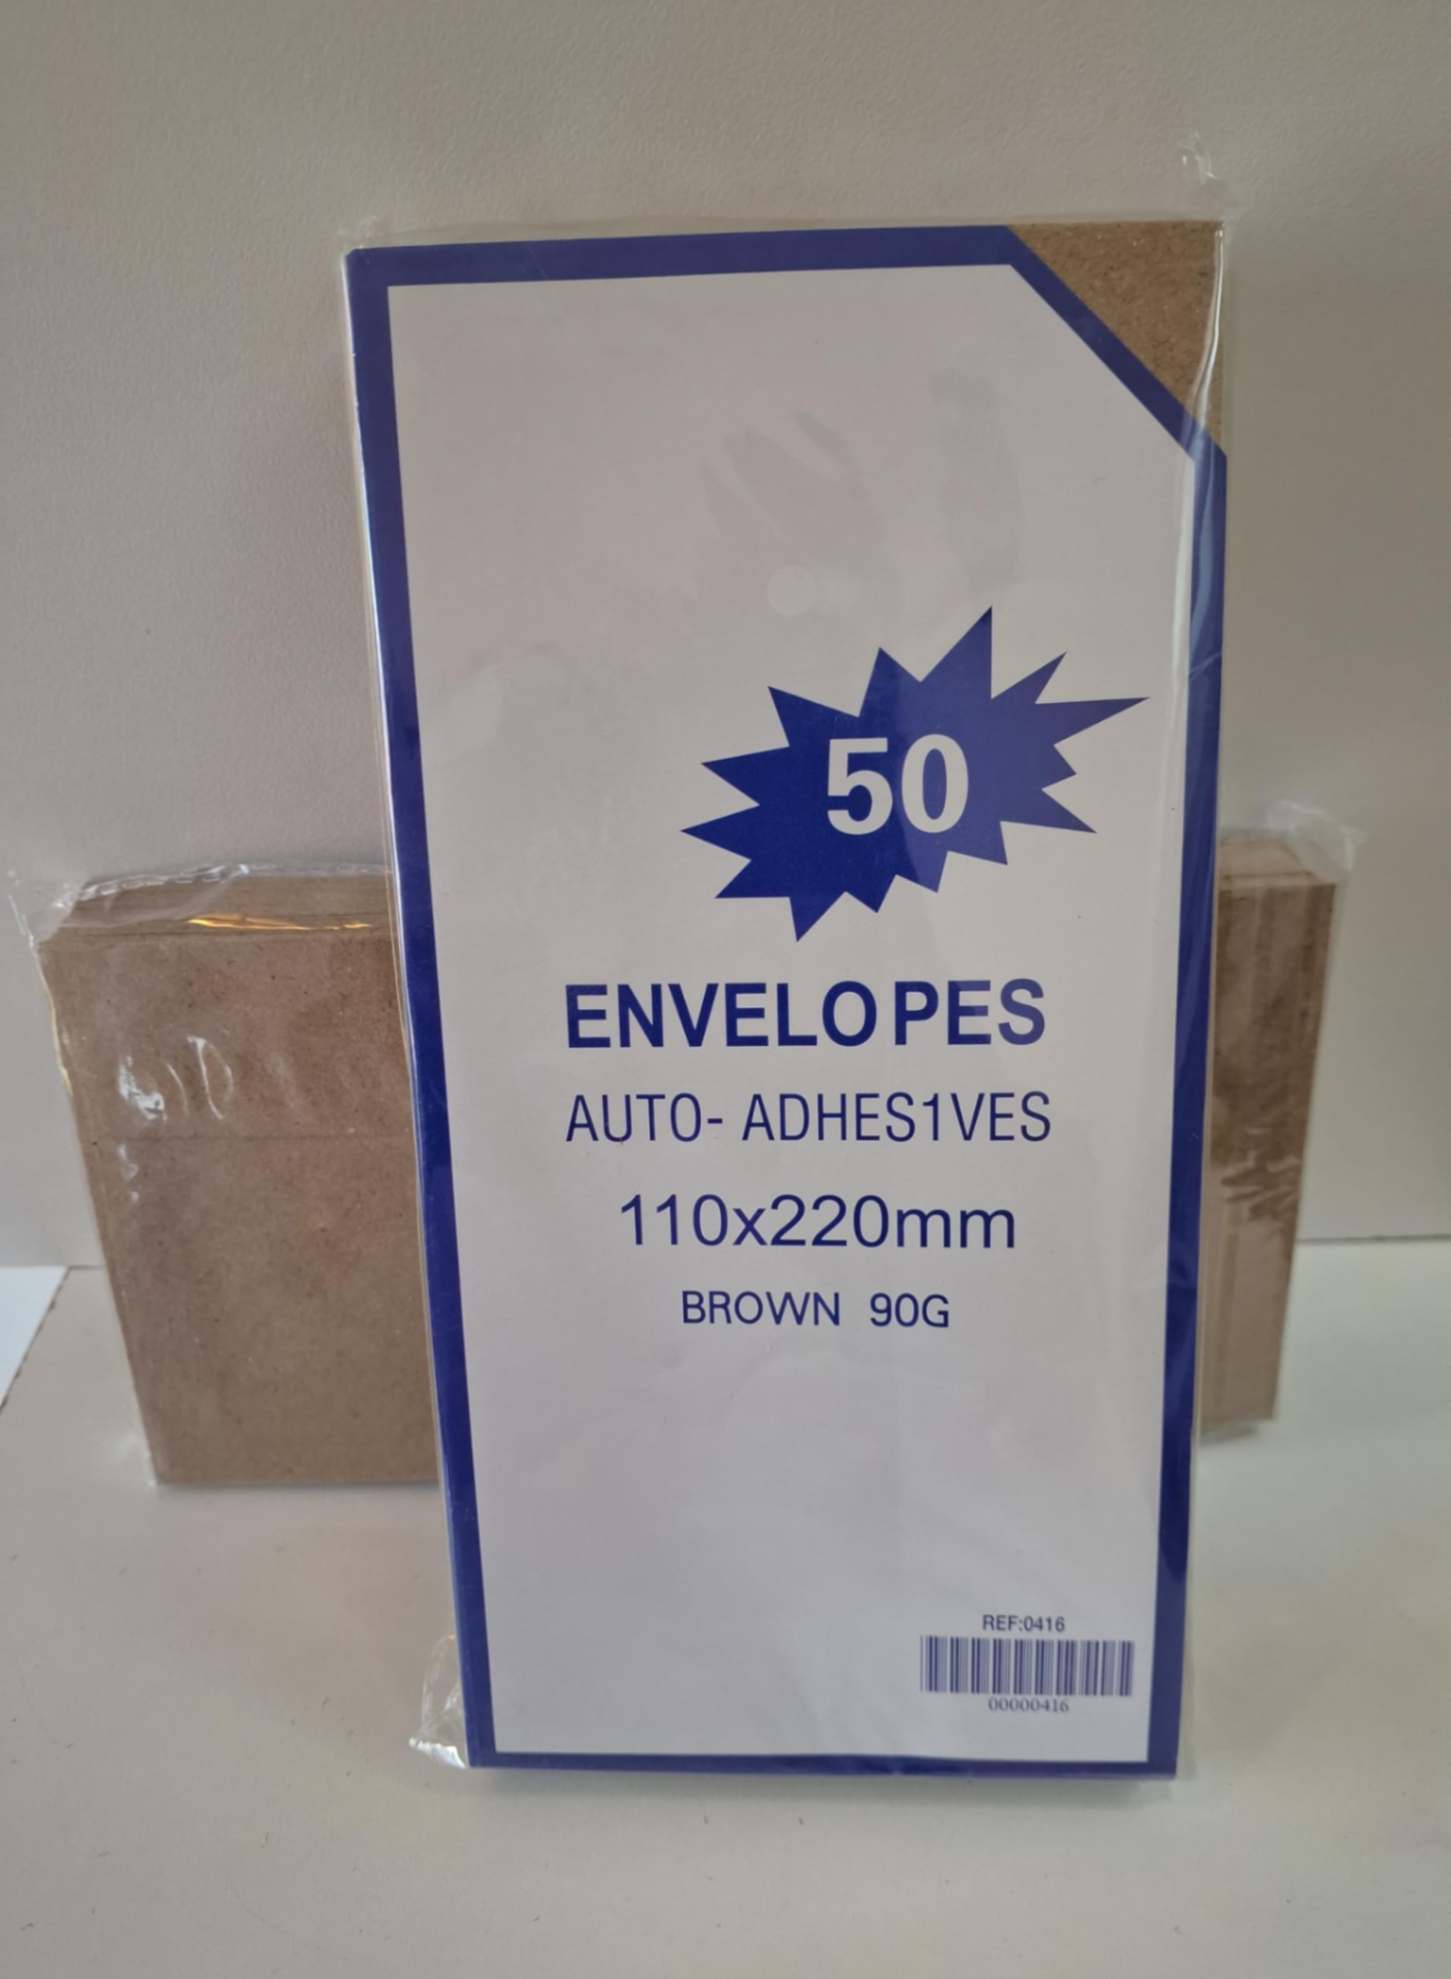 50
ENVELOPES
AUTO- ADHES1VES
110x220mm
BROWN 90G
REF:0416
00000416